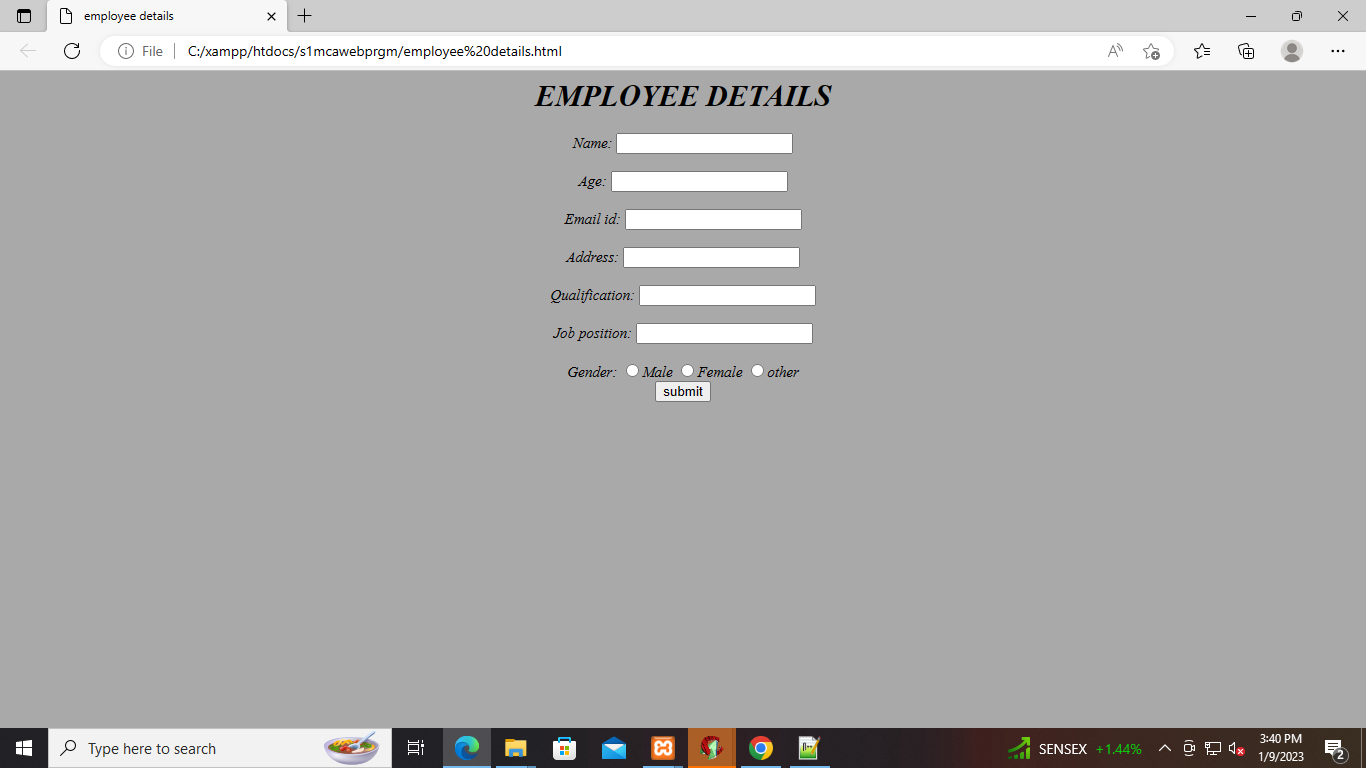 employee details
File C:/xampp/htdocs/s1mcawebprgm/employee%20details.html
EMPLOYEE DETAILS
Name:
Age:
Email id:
Address:
Qualification:
Job position:
Gender: Male Female other
submit
Type here to search
SENSEX +1.44%
3:40 PM
1/9/2023
2